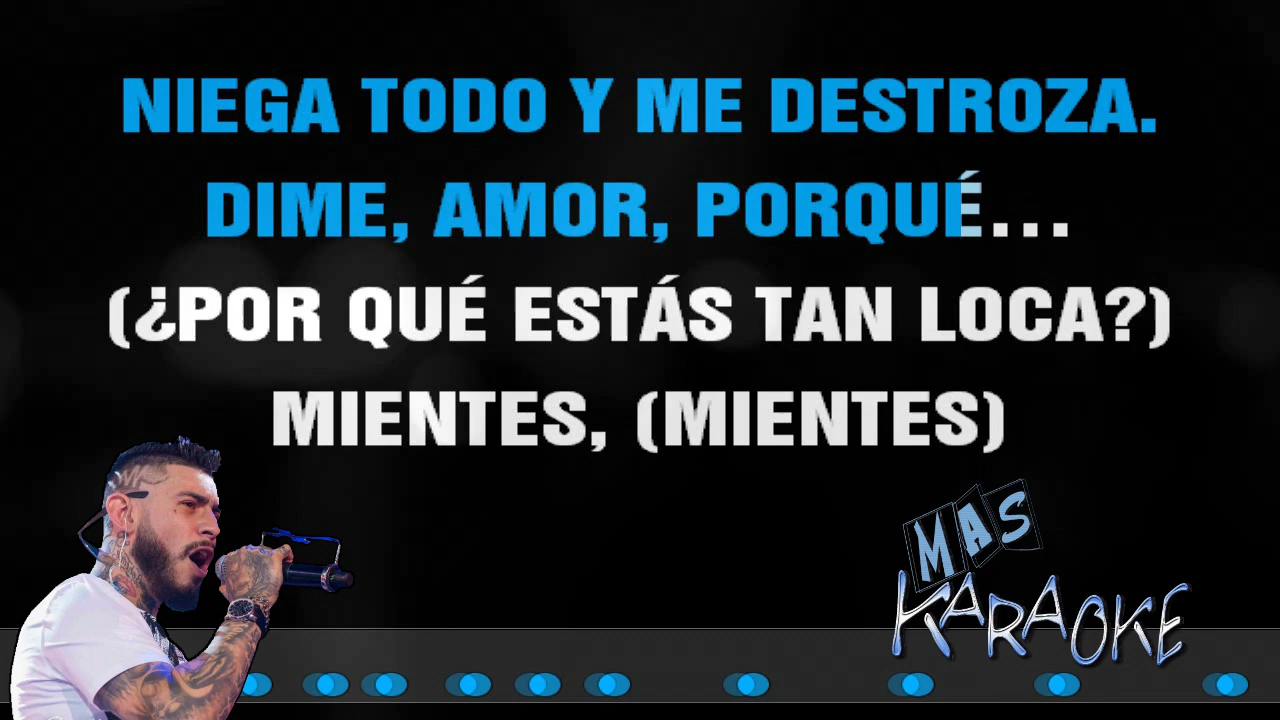 NIEGA TODO Y ME DESTROZA.
DIME, AMOR, PORQUÉ...
(¿POR QUÉ ESTÁS TAN LOCA?)
MIENTES, (MIENTES)
MAS
KARAOKE